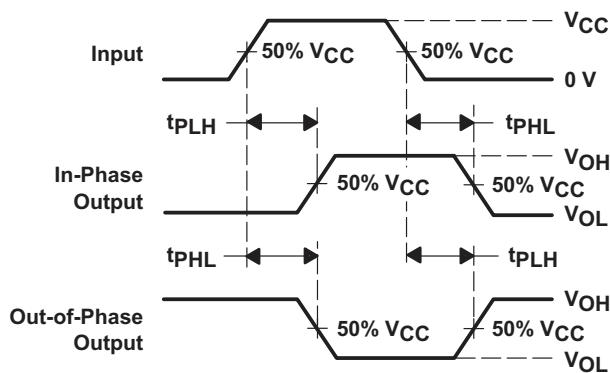 VCC
Input
50% VCC
50% VCC
0 V
tPLH
tPHL
In-Phase
Output
50% VCC
50% VCC
VOH
VOL
tPHL
tPLH
Out-of-Phase
Output
50% VCC
50% VCC
VOH
VOL